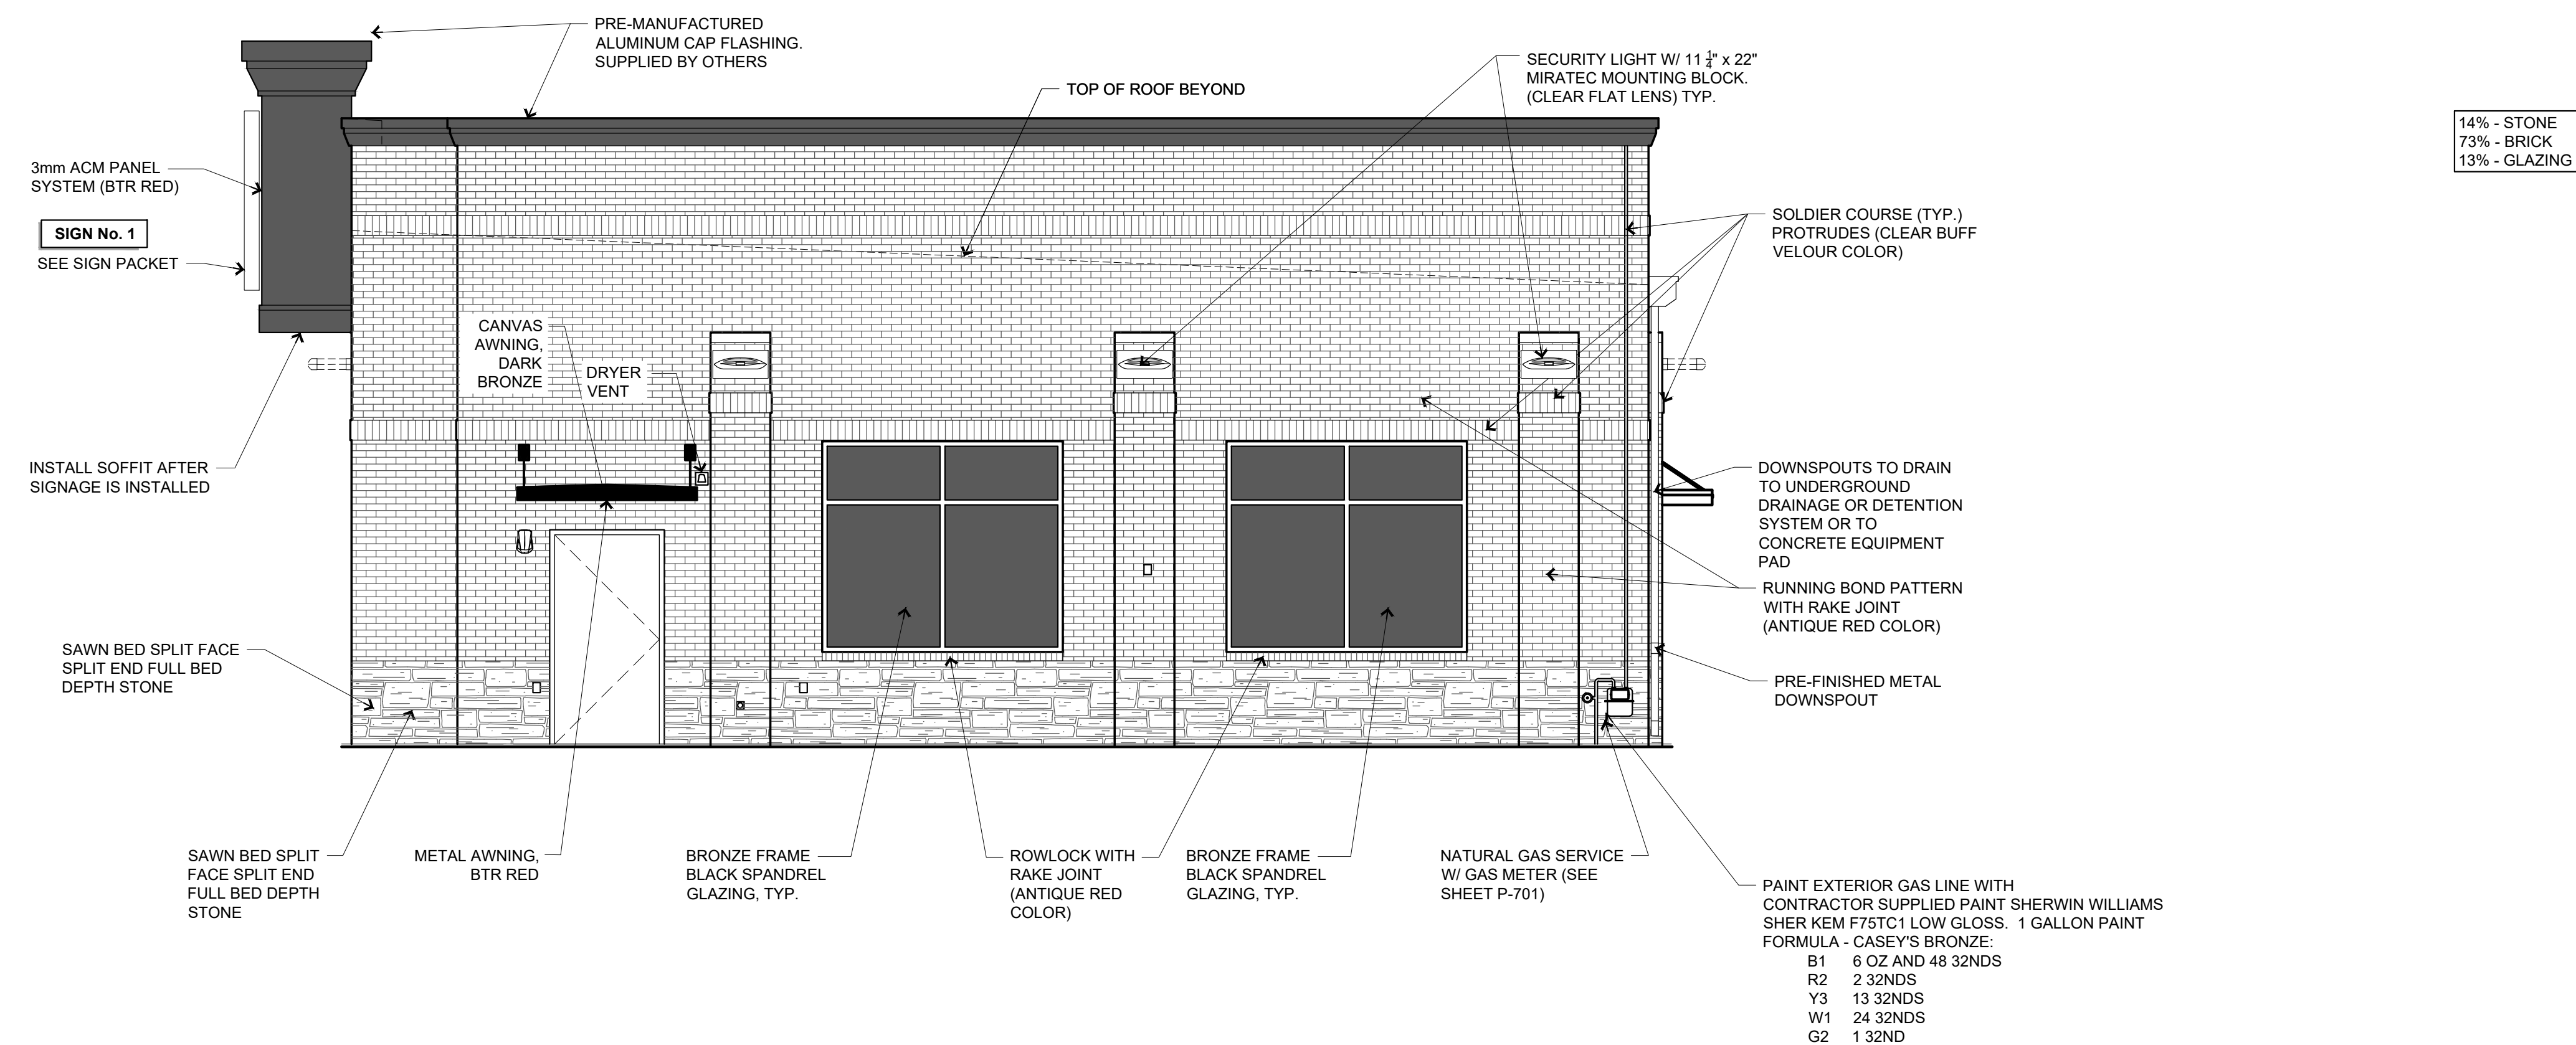 PRE-MANUFACTURED
ALUMINUM CAP FLASHING.
SUPPLIED BY OTHERS
TOP OF ROOF BEYOND
SECURITY LIGHT W/ 11 1/4" x 22"
MIRATEC MOUNTING BLOCK.
(CLEAR FLAT LENS) TYP.
14% - STONE
73% - BRICK
13% - GLAZING
3mm ACM PANEL
SYSTEM (BTR RED)
SIGN No. 1
SEE SIGN PACKET
SOLDIER COURSE (TYP.)
PROTRUDES (CLEAR BUFF
VELOUR COLOR)
CANVAS
AWNING,
DARK
BRONZE
DRYER
VENT
INSTALL SOFFIT AFTER
SIGNAGE IS INSTALLED
DOWNSPOUTS TO DRAIN
TO UNDERGROUND
DRAINAGE OR DETENTION
SYSTEM OR TO
CONCRETE EQUIPMENT
PAD
RUNNING BOND PATTERN
WITH RAKE JOINT
(ANTIQUE RED COLOR)
SAWN BED SPLIT FACE
SPLIT END FULL BED
DEPTH STONE
PRE-FINISHED METAL
DOWNSPOUT
SAWN BED SPLIT
FACE SPLIT END
FULL BED DEPTH
STONE
METAL AWNING,
BTR RED
BRONZE FRAME
BLACK SPANDREL
GLAZING, TYP.
ROWLOCK WITH
RAKE JOINT
(ANTIQUE RED
COLOR)
BRONZE FRAME
BLACK SPANDREL
GLAZING, TYP.
NATURAL GAS SERVICE
W/ GAS METER (SEE
SHEET P-701)
PAINT EXTERIOR GAS LINE WITH
CONTRACTOR SUPPLIED PAINT SHERWIN WILLIAMS
SHER KEM F75TC1 LOW GLOSS. 1 GALLON PAINT
FORMULA - CASEY'S BRONZE:
B1 6 OZ AND 48 32NDS
R2 2 32NDS
Y3 13 32NDS
W1 24 32NDS
G2 1 32ND